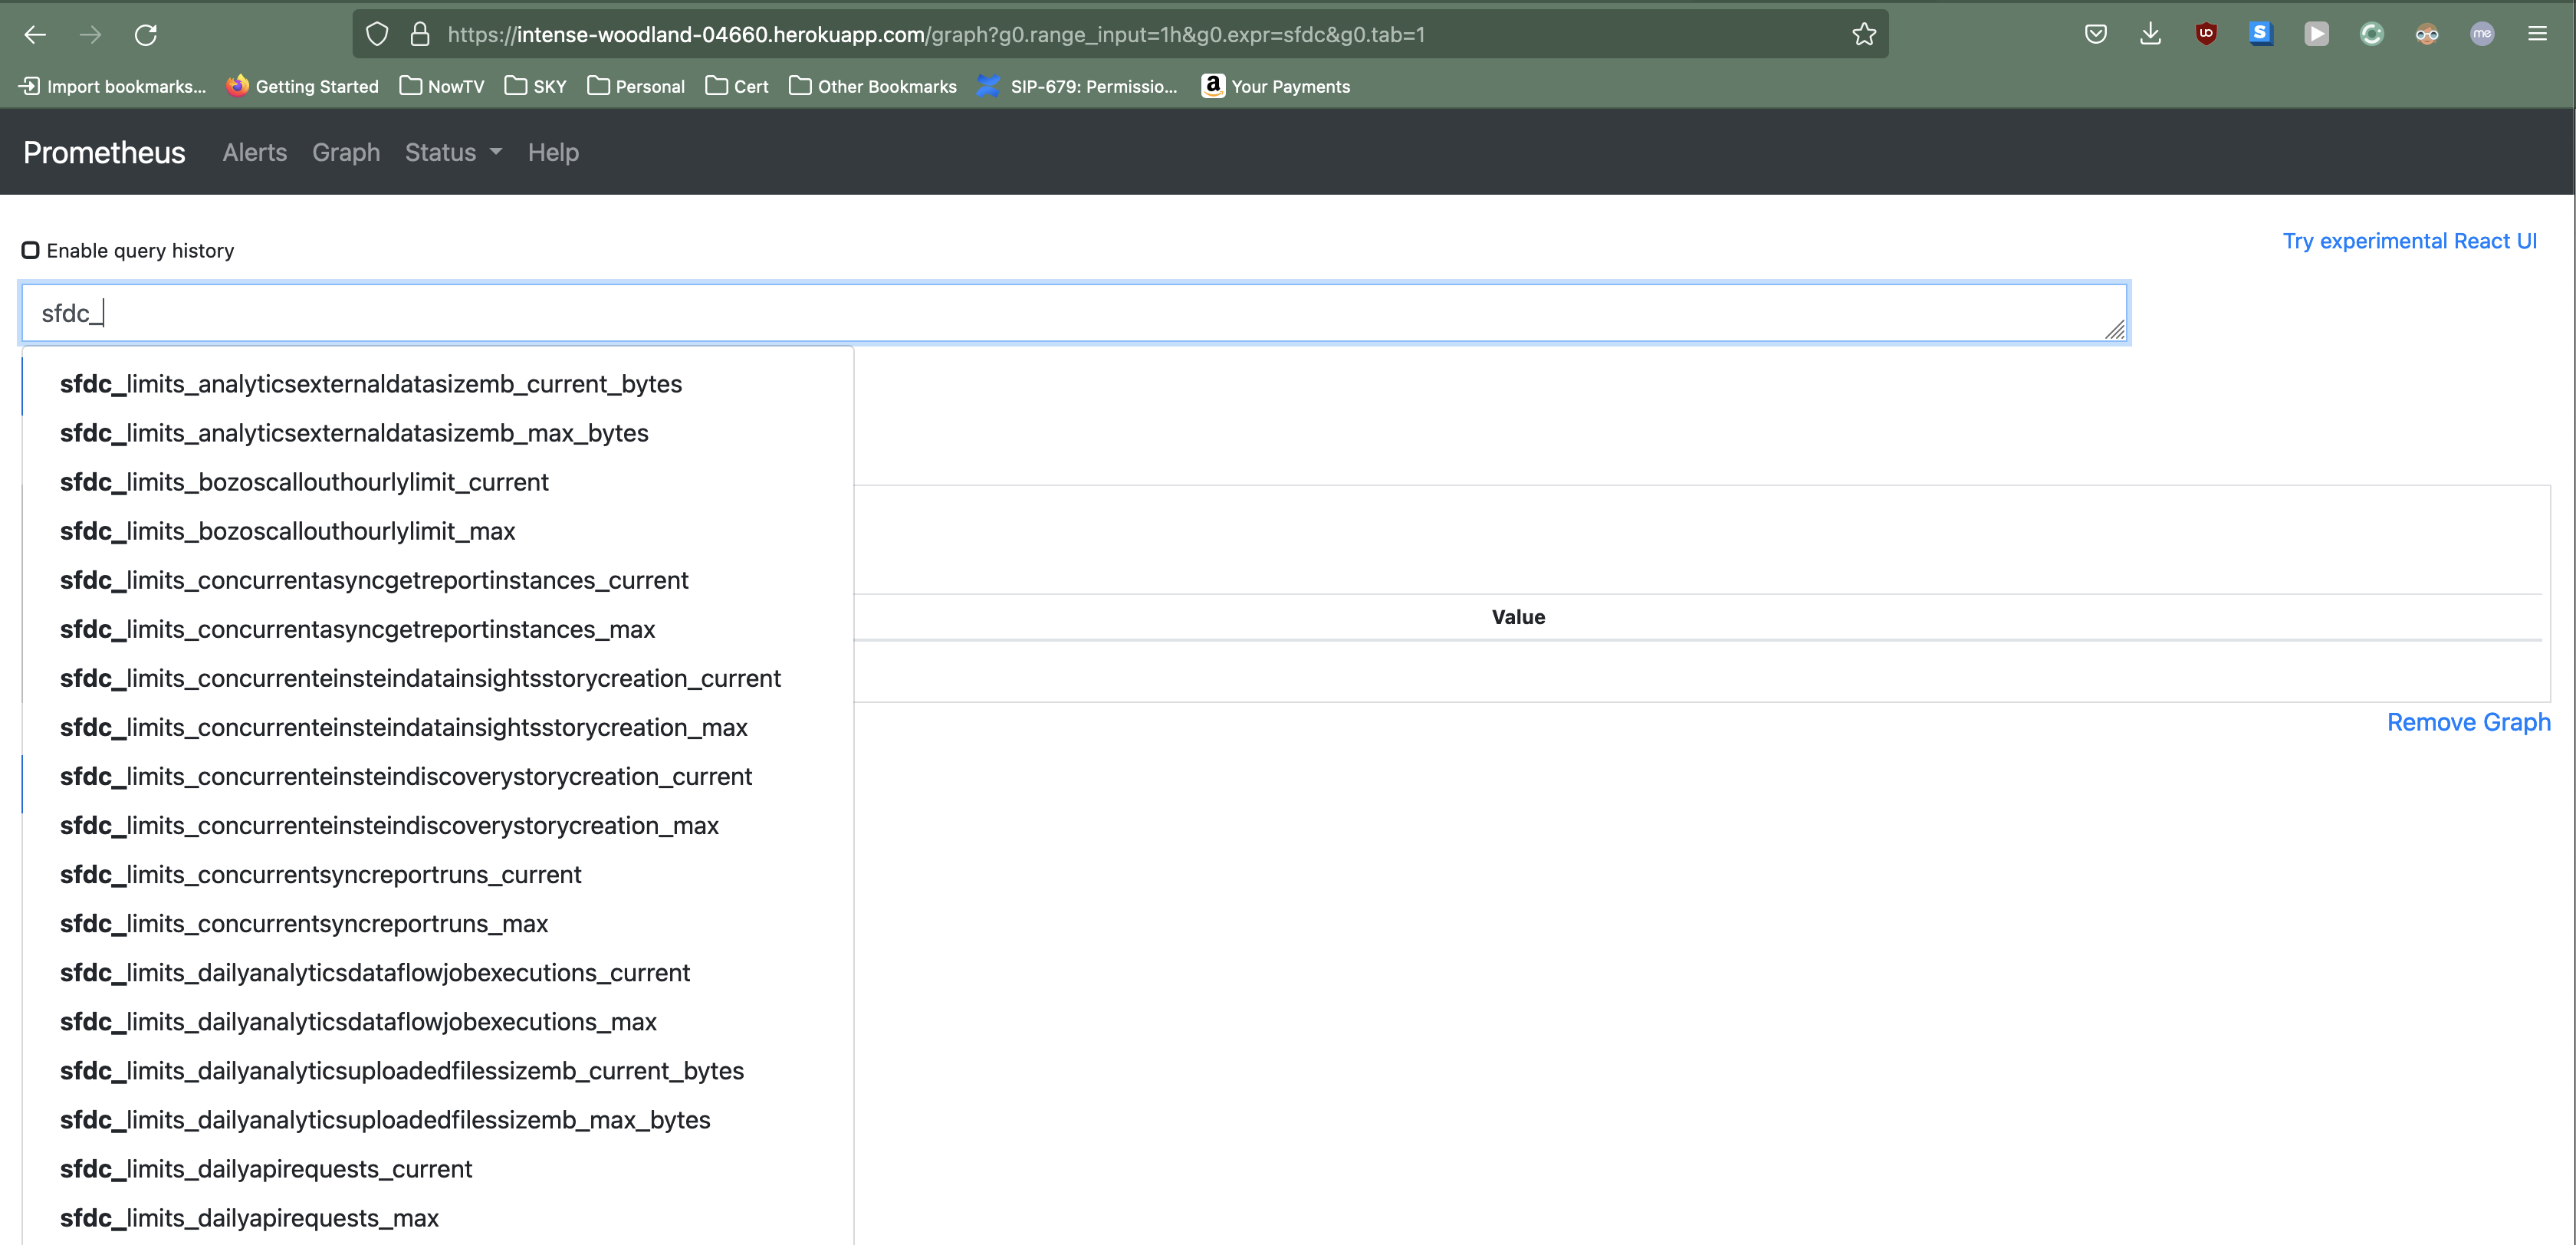 https://intense-woodland-04660.herokuapp.com/graph?g0.range_input=1h&g0.expr=sfdc&g0.tab=1
uo S me
Import bookmarks... Getting Started NowTV SKY Personal Cert Other Bookmarks SIP-679: Permissio... a Your Payments
Prometheus Alerts Graph Status Help
Enable query history
Try experimental React UI
sfdc_
sfdc_limits_analyticsexternaldatasizemb_current_bytes
sfdc_limits_analyticsexternaldatasizemb_max_bytes
sfdc_limits_bozoscallouthourlylimit_current
sfdc_limits_bozoscallouthourlylimit_max
sfdc_limits_concurrentasyncgetreportinstances_current
sfdc_limits_concurrentasyncgetreportinstances_max
Value
sfdc_limits_concurrenteinsteindatainsightsstorycreation_current
sfdc_limits_concurrenteinsteindatainsightsstorycreation_max
Remove Graph
sfdc_limits_concurrenteinsteindiscoverystorycreation_current
sfdc_limits_concurrenteinsteindiscoverystorycreation_max
sfdc_limits_concurrentsyncreportruns_current
sfdc_limits_concurrentsyncreportruns_max
sfdc_limits_dailyanalyticsdataflowjobexecutions_current
sfdc_limits_dailyanalyticsdataflowjobexecutions_max
sfdc_limits_dailyanalyticsuploadedfilessizemb_current_bytes
sfdc_limits_dailyanalyticsuploadedfilessizemb_max_bytes
sfdc_limits_dailyapirequests_current
sfdc_limits_dailyapirequests_max